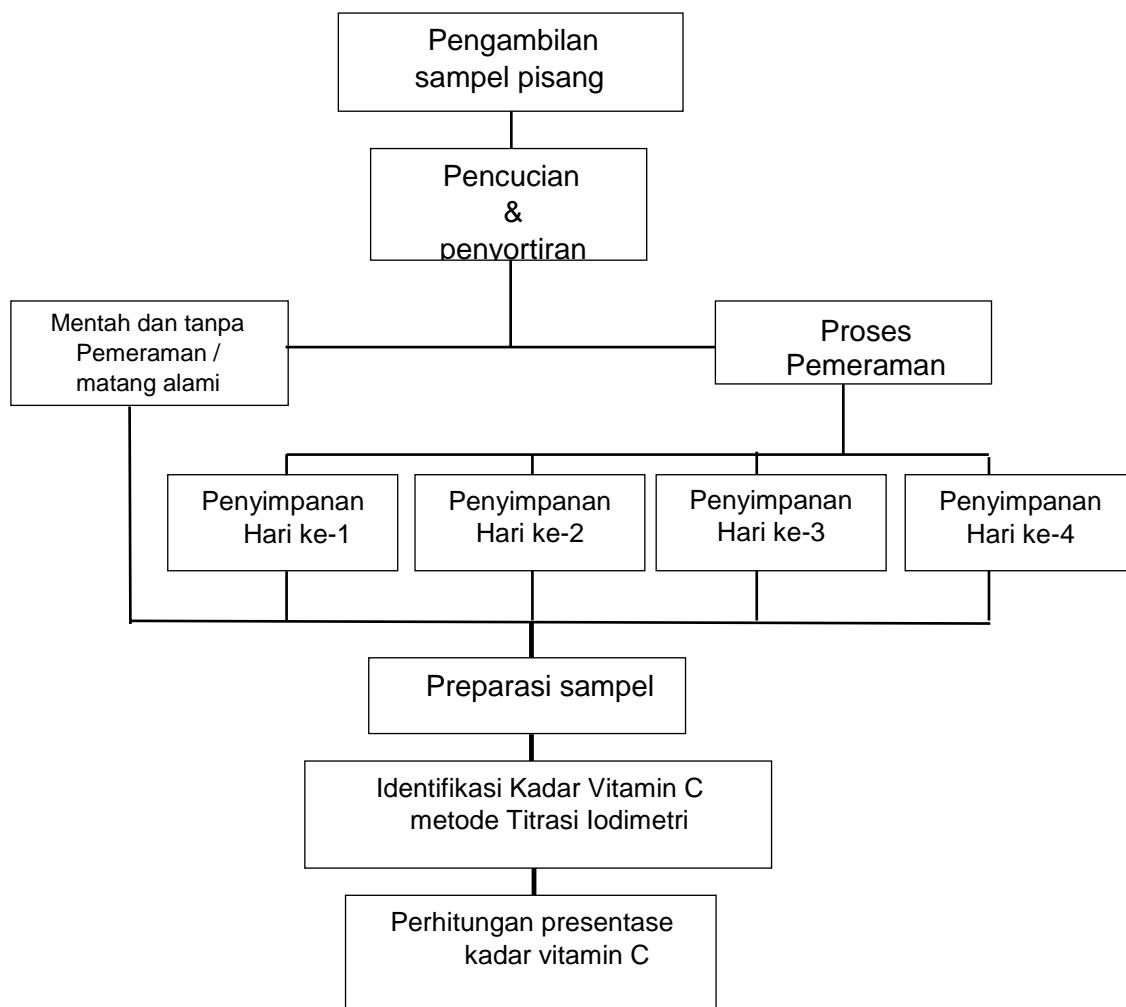 Pengambilan
sampel pisang
Pencucian
&
penyortiran
Mentah dan tanpa
Pemeraman /
matang alami
Proses
Pemeraman
Penyimpanan
Hari ke-1
Penyimpanan
Hari ke-2
Penyimpanan
Hari ke-3
Penyimpanan
Hari ke-4
Preparasi sampel
Identifikasi Kadar Vitamin C
metode Titrasi Iodimetri
Perhitungan presentase
kadar vitamin C